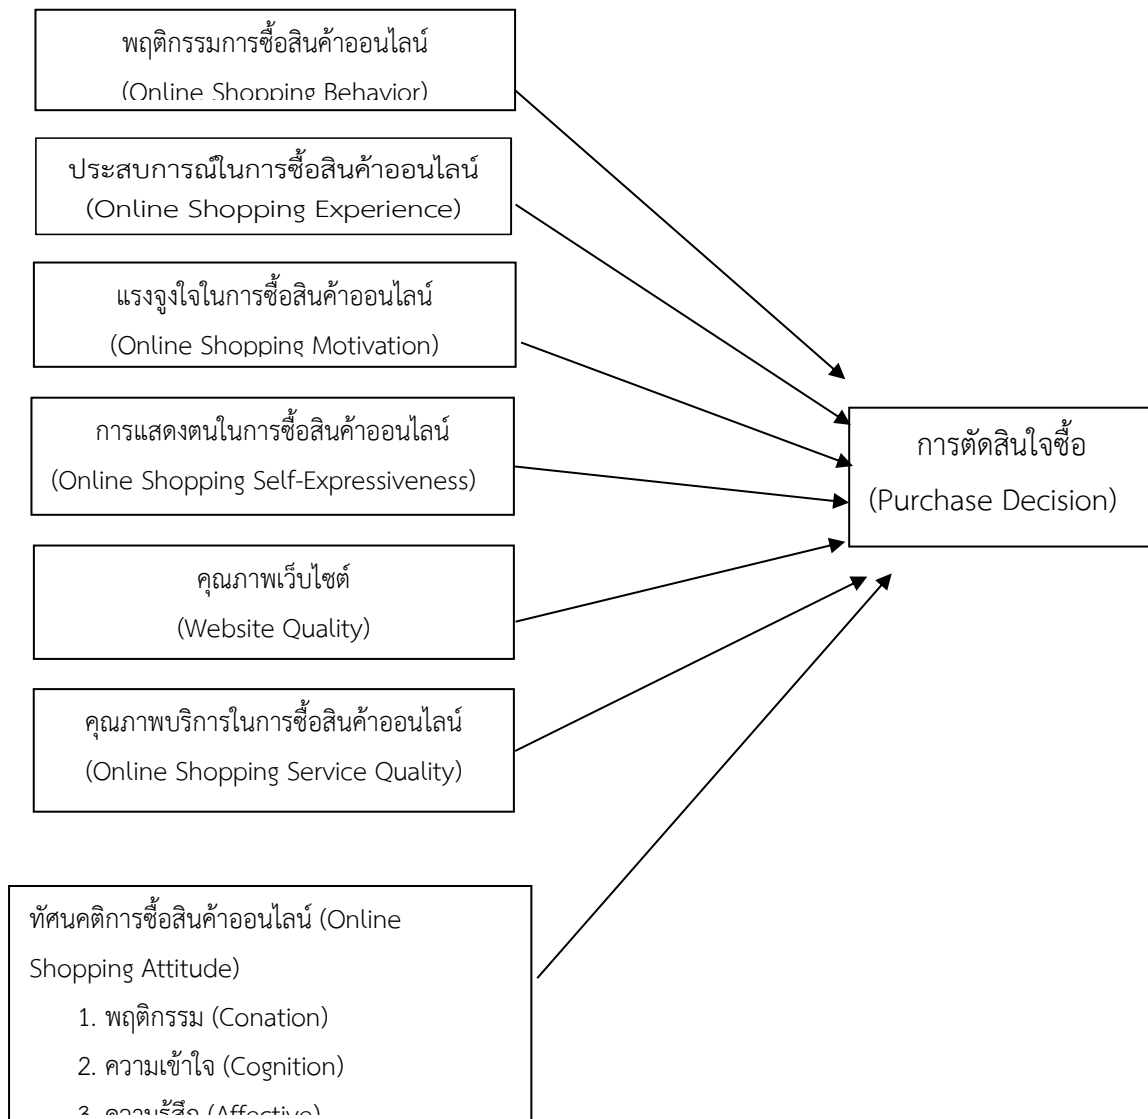 พฤติกรรมการซื้อสินค้าออนไลน์
(Online Shopping Behavior)
ประสบการณ์ในการซื้อสินค้าออนไลน์
(Online Shopping Experience)
แรงจูงใจในการซื้อสินค้าออนไลน์
(Online Shopping Motivation)
การแสดงตนในการซื้อสินค้าออนไลน์
(Online Shopping Self-Expressiveness)
การตัดสินใจซื้อ
(Purchase Decision)
คุณภาพเว็บไซต์
(Website Quality)
คุณภาพบริการในการซื้อสินค้าออนไลน์
(Online Shopping Service Quality)
ทัศนคติการซื้อสินค้าออนไลน์ (Online
Shopping Attitude)
1. พฤติกรรม (Conation)
2. ความเข้าใจ (Cognition)
3. ความรู้สึก (Affective)